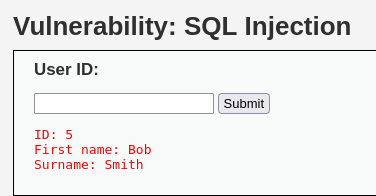 Vulnerability: SQL Injection
User ID:
Submit
ID: 5
First name: Bob
Surname: Smith